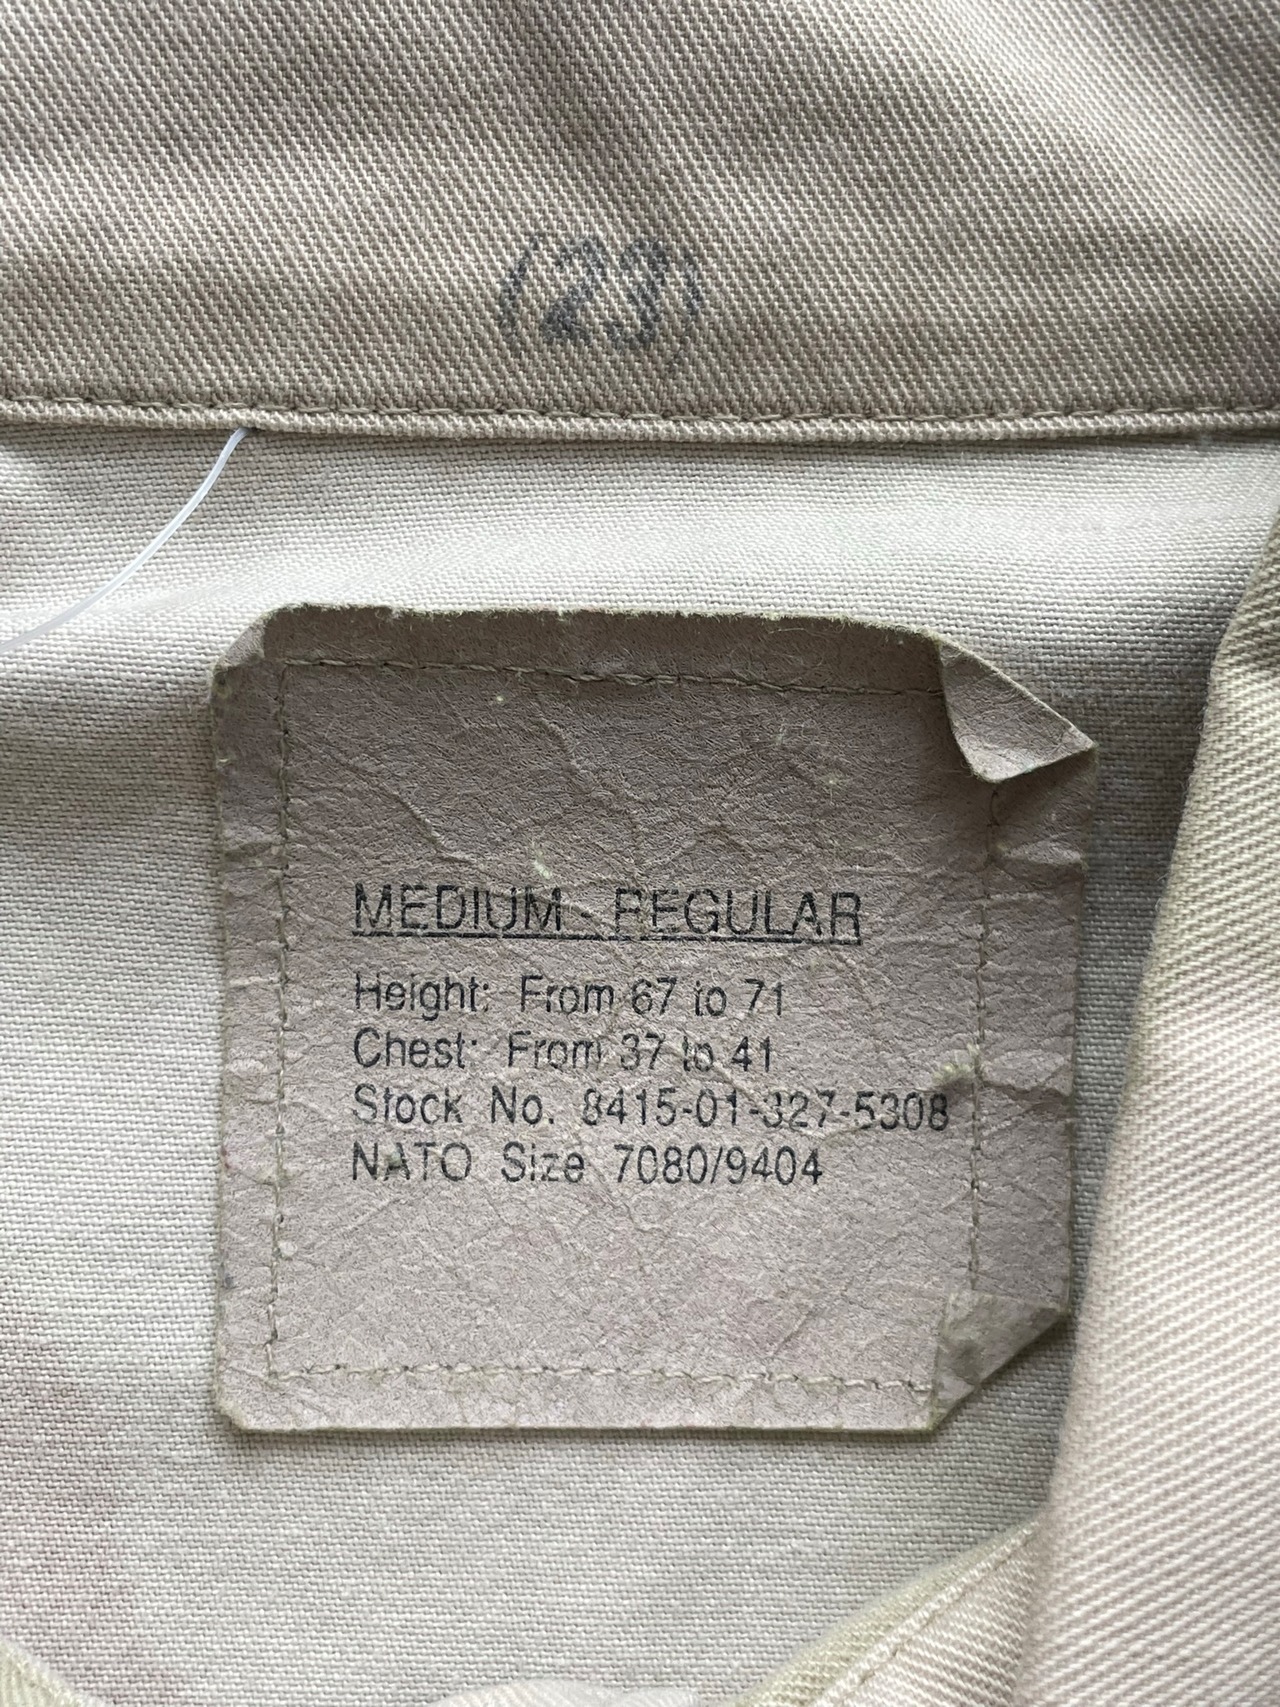 (23)
MEDIUM - REGULAR
Height: From 67 to 71
Chest: From 37 to 41
Stock No. 8415-01-327-5308
NATO Size 7080/9404